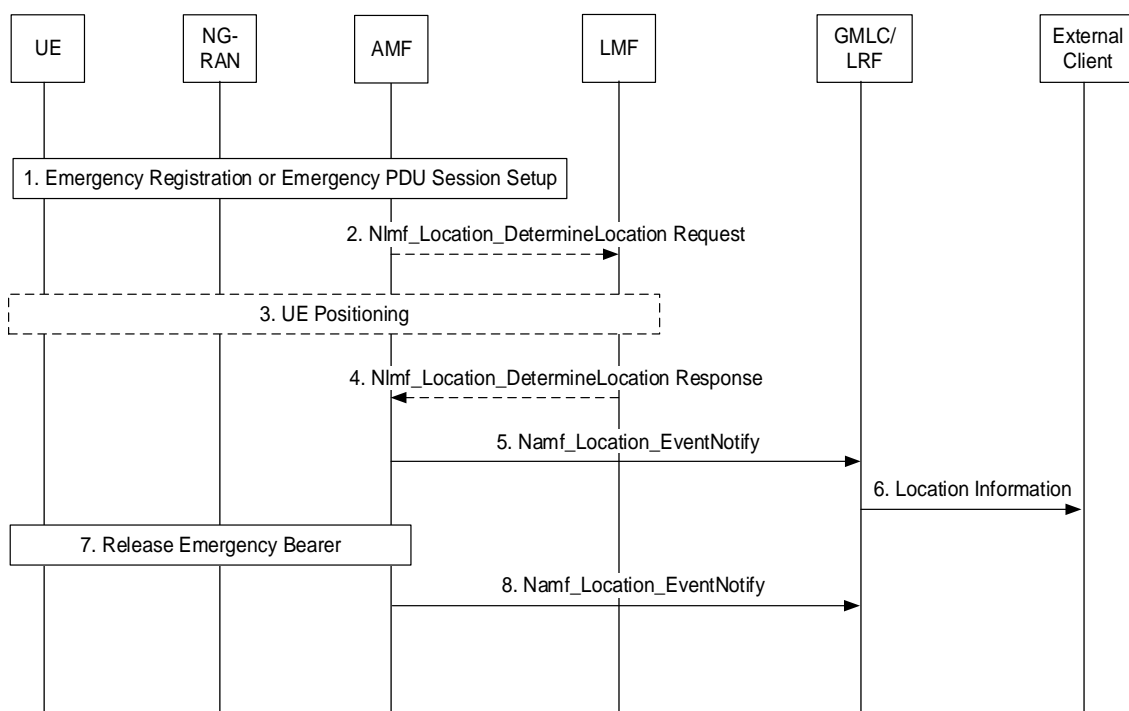 UE
NG-
RAN
AMF
LMF
GMLC/
LRF
External
Client
1. Emergency Registration or Emergency PDU Session Setup
2. Nlmf_Location_DetermineLocation Request
3. UE Positioning
4. Nlmf_Location_DetermineLocation Response
5. Namf_Location_EventNotify
6. Location Information
7. Release Emergency Bearer
8. Namf_Location_EventNotify